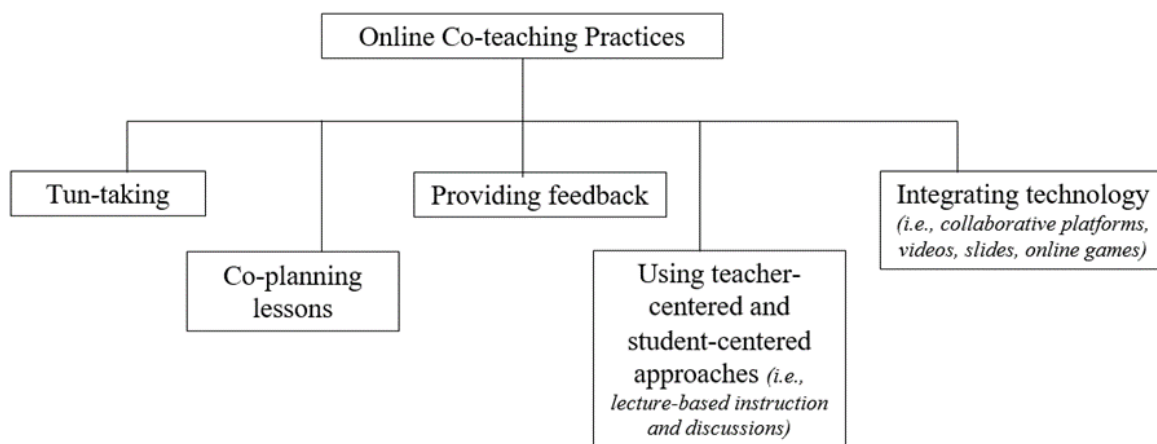 Online Co-teaching Practices
Tun-taking
Co-planning
lessons
Providing feedback
Using teacher-
centered and
student-centered
approaches (i.e.,
lecture-based instruction
and discussions)
Integrating technology
(i.e., collaborative platforms,
videos, slides, online games)